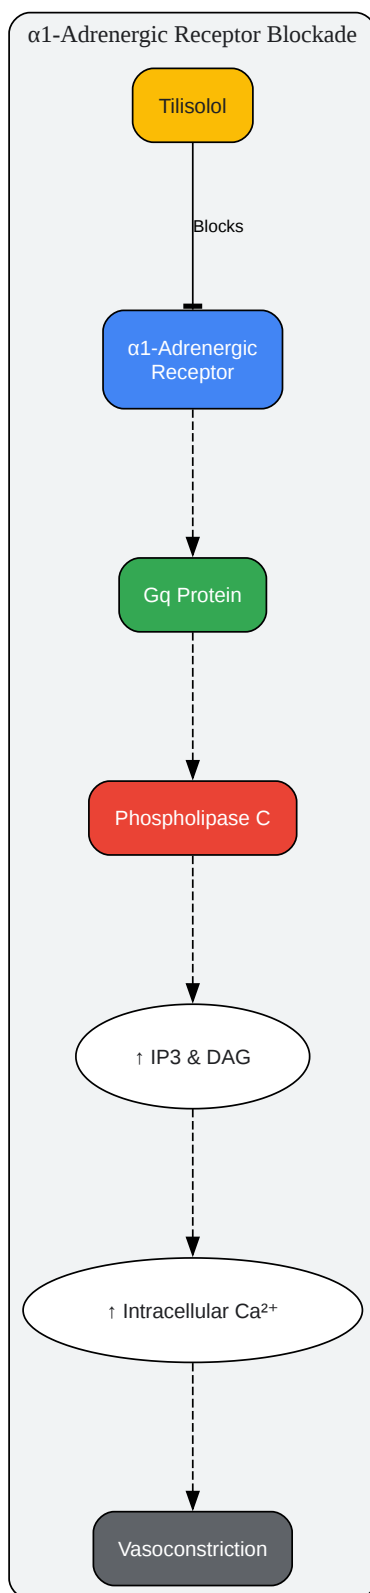 α1-Adrenergic Receptor Blockade
Tilisolol
Blocks
α1-Adrenergic
Receptor
Gq Protein
Phospholipase C
↑ IP3 & DAG
↑ Intracellular Ca²⁺
Vasoconstriction